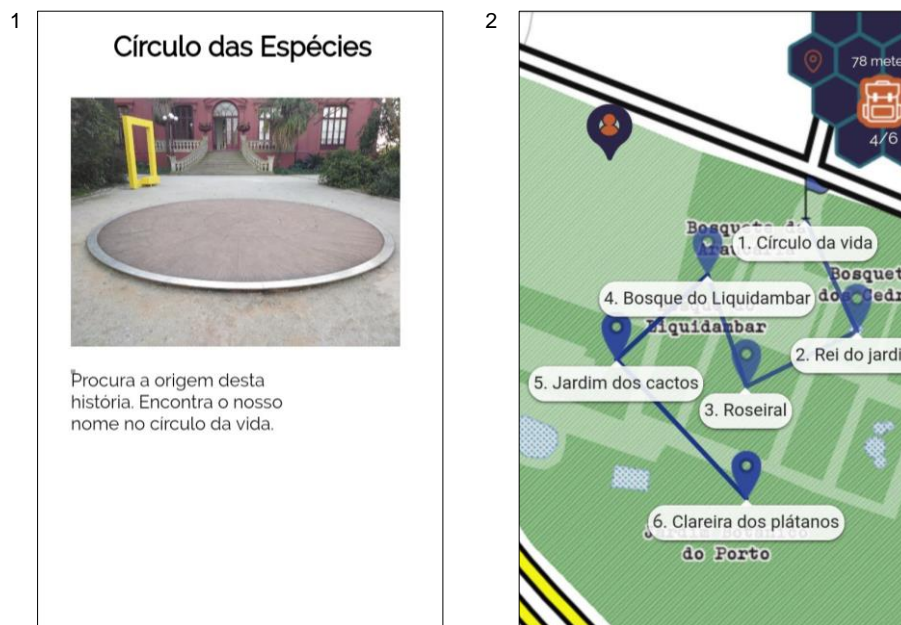 1
Círculo das Espécies
Procura a origem desta
história. Encontra o nosso
nome no círculo da vida.
2
78
4/6
1. Círculo da vida
Bosquet
4. Bosque do Liquidambar
Liquidambar
2. Rei do jardi
5. Jardim dos cactos
3. Roseiral
6. Clareira dos plátanos
do Porto